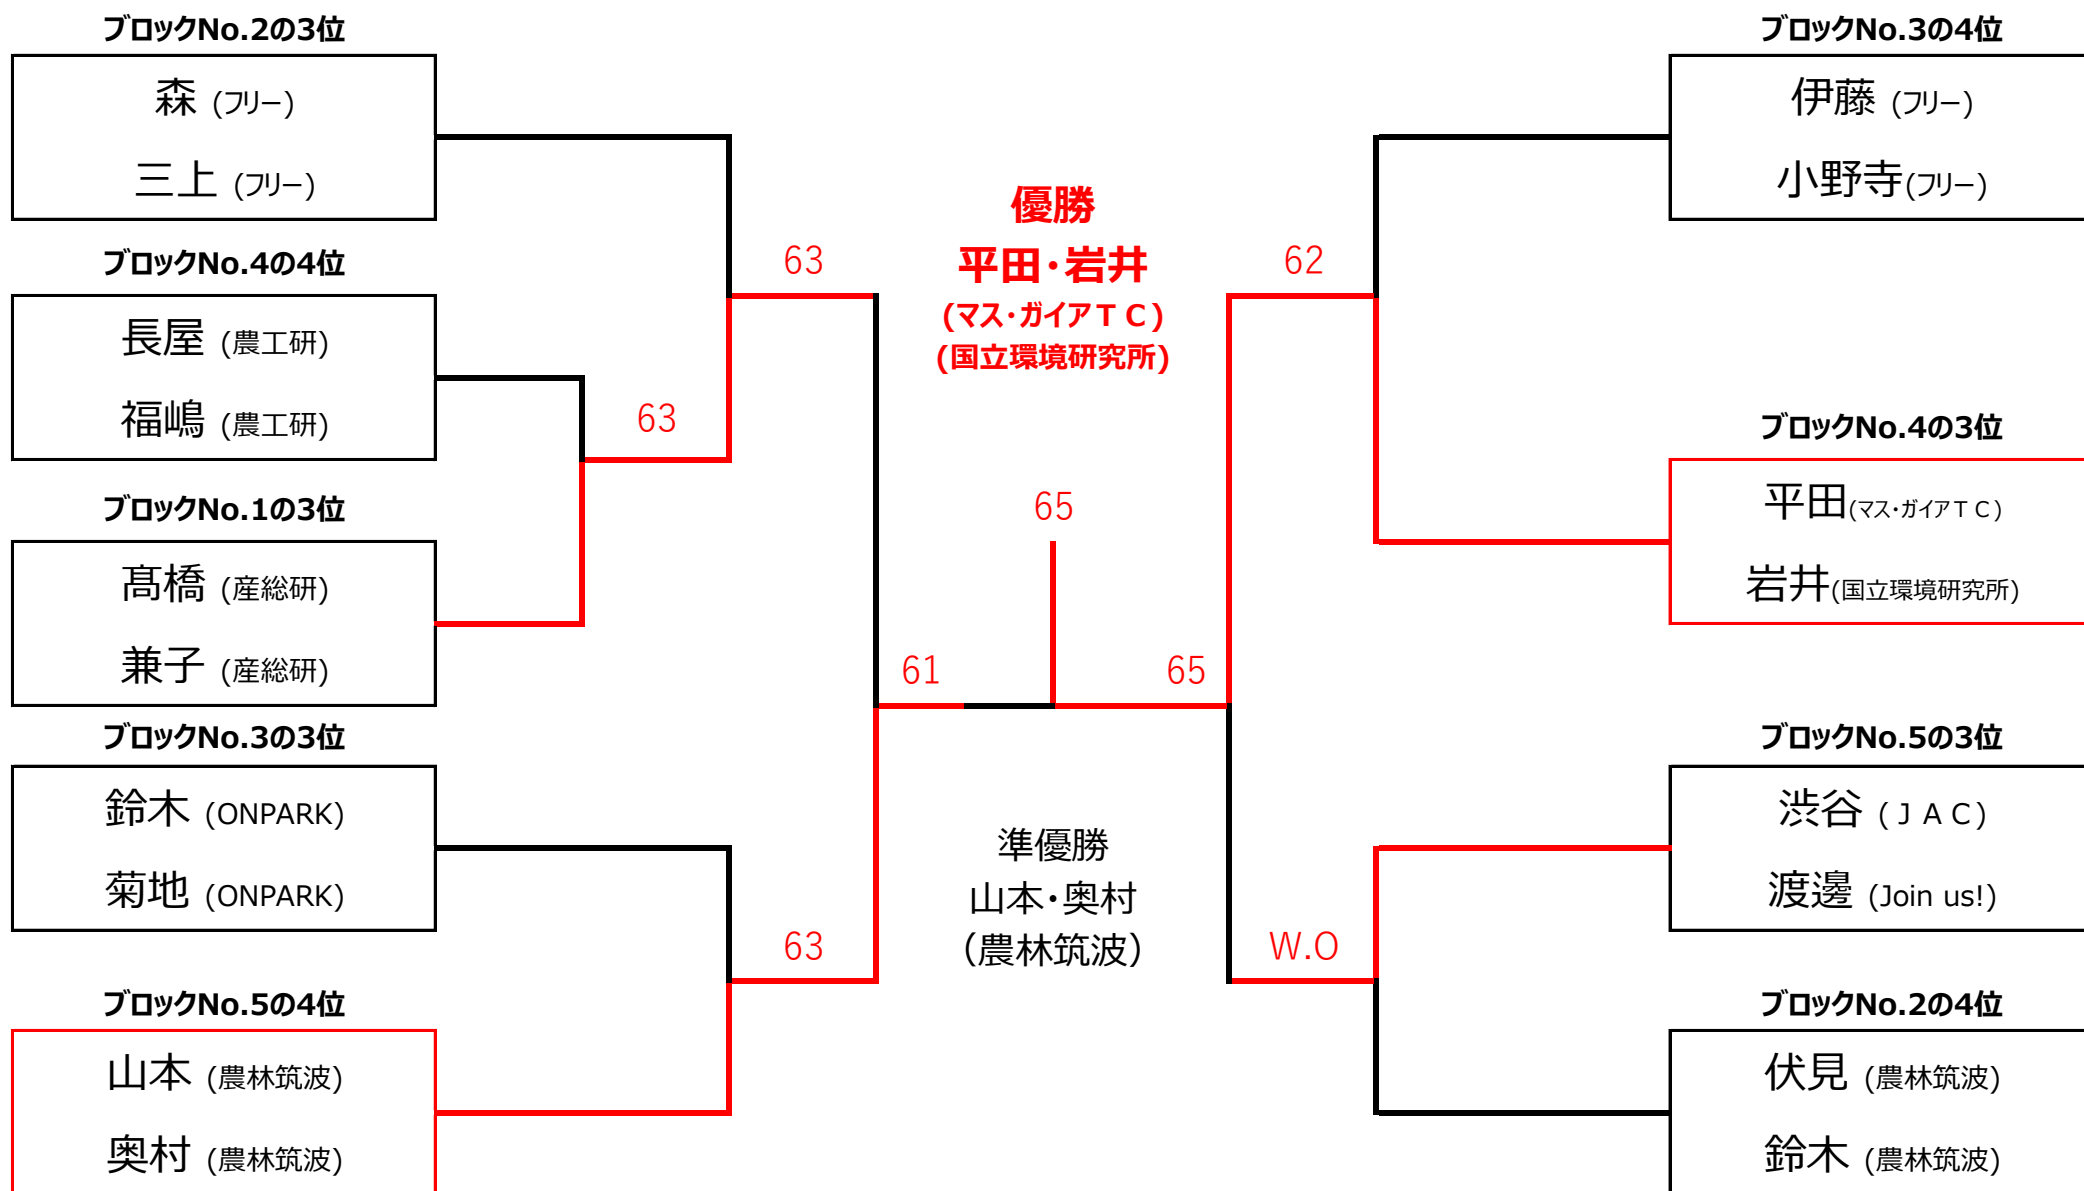 ブロックNo.2の3位
森 (フリー)
三上 (フリー)
ブロックNo.4の4位
長屋 (農工研)
福嶋 (農工研)
ブロックNo.1の3位
髙橋 (産総研)
兼子 (産総研)
ブロックNo.3の3位
鈴木 (ONPARK)
菊地 (ONPARK)
ブロックNo.5の4位
山本 (農林筑波)
奥村 (農林筑波)
63
63
63
61
優勝
平田・岩井
(マス・ガイアTC)
(国立環境研究所)
65
準優勝
山本・奥村
(農林筑波)
62
65
W.O
ブロックNo.3の4位
伊藤 (フリー)
小野寺(フリー)
ブロックNo.4の3位
平田(マス・ガイアTC)
岩井(国立環境研究所)
ブロックNo.5の3位
渋谷 (JAC)
渡邊 (Join us!)
ブロックNo.2の4位
伏見 (農林筑波)
鈴木 (農林筑波)